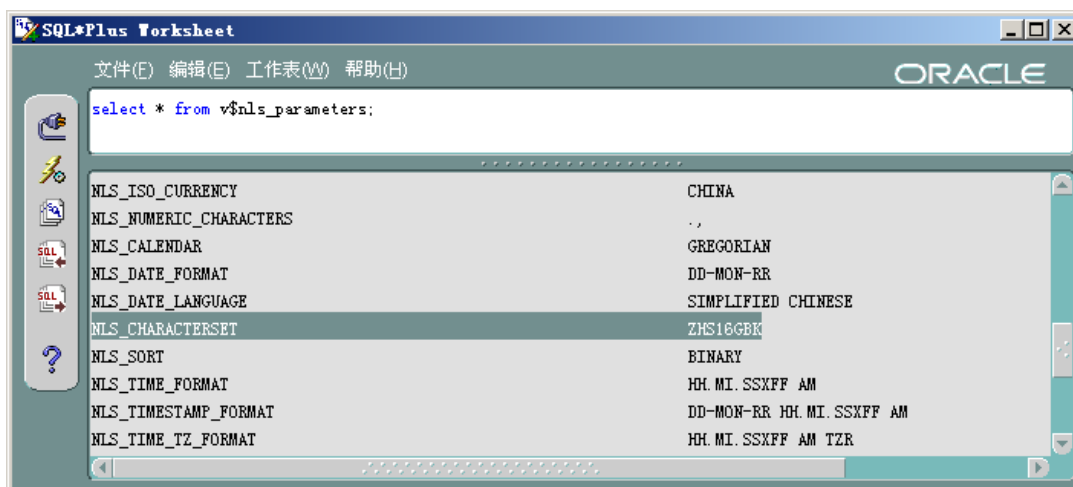 SQL*Plus Worksheet
文件(F) 编辑(E) 工作表(W) 帮助(H)
ORACLE
select * from v$nls_parameters;
NLS_ISO_CURRENCY CHINA
NLS_NUMERIC_CHARACTERS .,
NLS_CALENDAR GREGORIAN
NLS_DATE_FORMAT DD-MON-RR
NLS_DATE_LANGUAGE SIMPLIFIED CHINESE
NLS_CHARACTERSET ZHS16GBK
NLS_SORT BINARY
NLS_TIME_FORMAT HH.MI.SSXFF AM
NLS_TIMESTAMP_FORMAT DD-MON-RR HH.MI.SSXFF AM
NLS_TIME_TZ_FORMAT HH.MI.SSXFF AM TZR
SQL
SQL